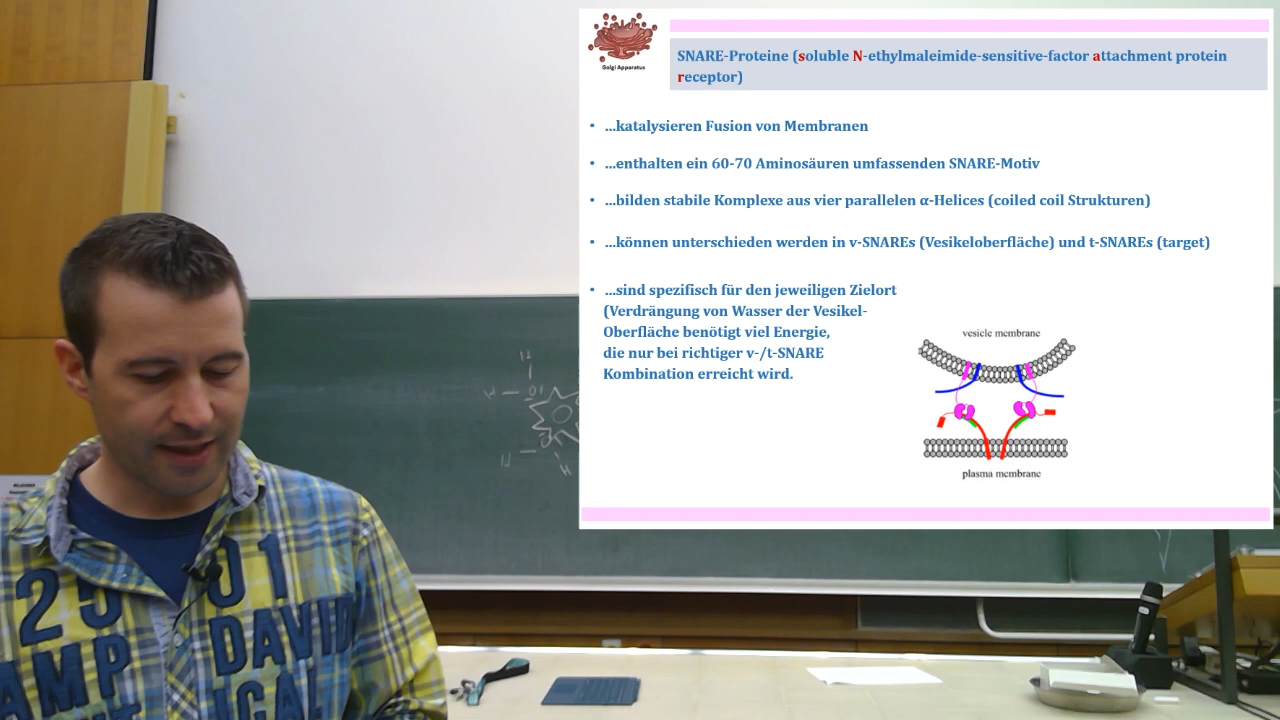 Golgi Apparatus
SNARE-Proteine (soluble N-ethylmaleimide-sensitive-factor attachment protein
receptor)
• ...katalysieren Fusion von Membranen
• ...enthalten ein 60-70 Aminosäuren umfassenden SNARE-Motiv
• ...bilden stabile Komplexe aus vier parallelen α-Helices (coiled coil Strukturen)
• ...können unterschieden werden in v-SNAREs (Vesikeloberfläche) und t-SNAREs (target)
• ...sind spezifisch für den jeweiligen Zielort
(Verdrängung von Wasser der Vesikel-
Oberfläche benötigt viel Energie,
die nur bei richtiger v-/t-SNARE
Kombination erreicht wird.
vesicle membrane
plasma membrane
25 01
AMP DAVID
ICAL